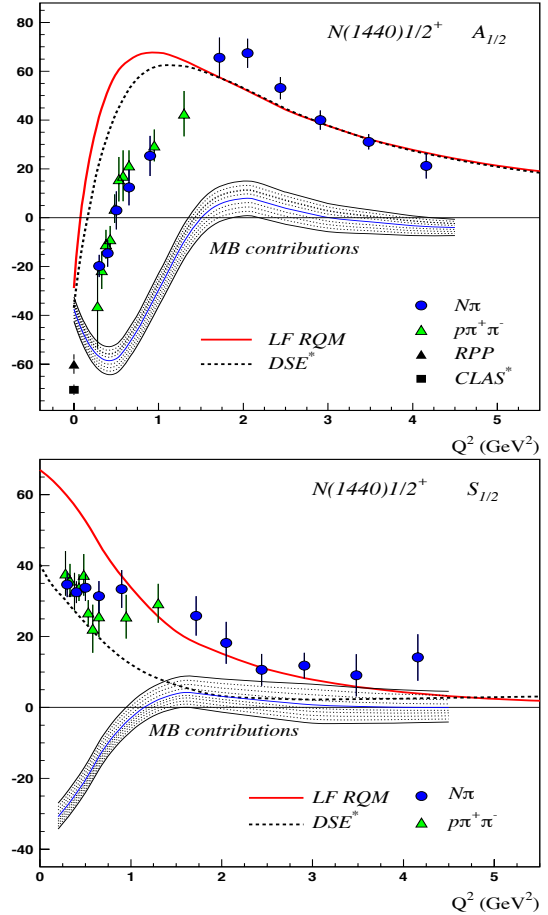 N(1440)1/2⁺ A₁/₂
80
60
40
20
0
-20
-40
-60
-80
MB contributions
LF RQM
DSE*
Nπ
pπ⁺π⁻
RPP
CLAS*
0 1 2 3 4 5
Q² (GeV²)
N(1440)1/2⁺ S₁/₂
60
40
20
0
-20
-40
MB contributions
LF RQM
DSE*
Nπ
pπ⁺π⁻
0 1 2 3 4 5
Q² (GeV²)